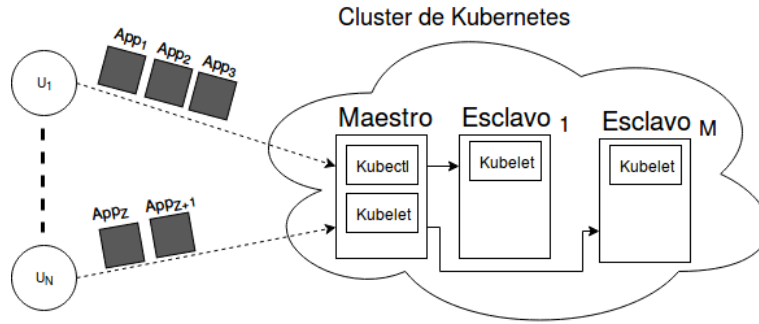 Cluster de Kubernetes
App1
App2
App3
U1
Maestro
Esclavo 1
Esclavo M
Kubectl
Kubelet
Kubelet
Kubelet
AppZ
AppZ+1
UN